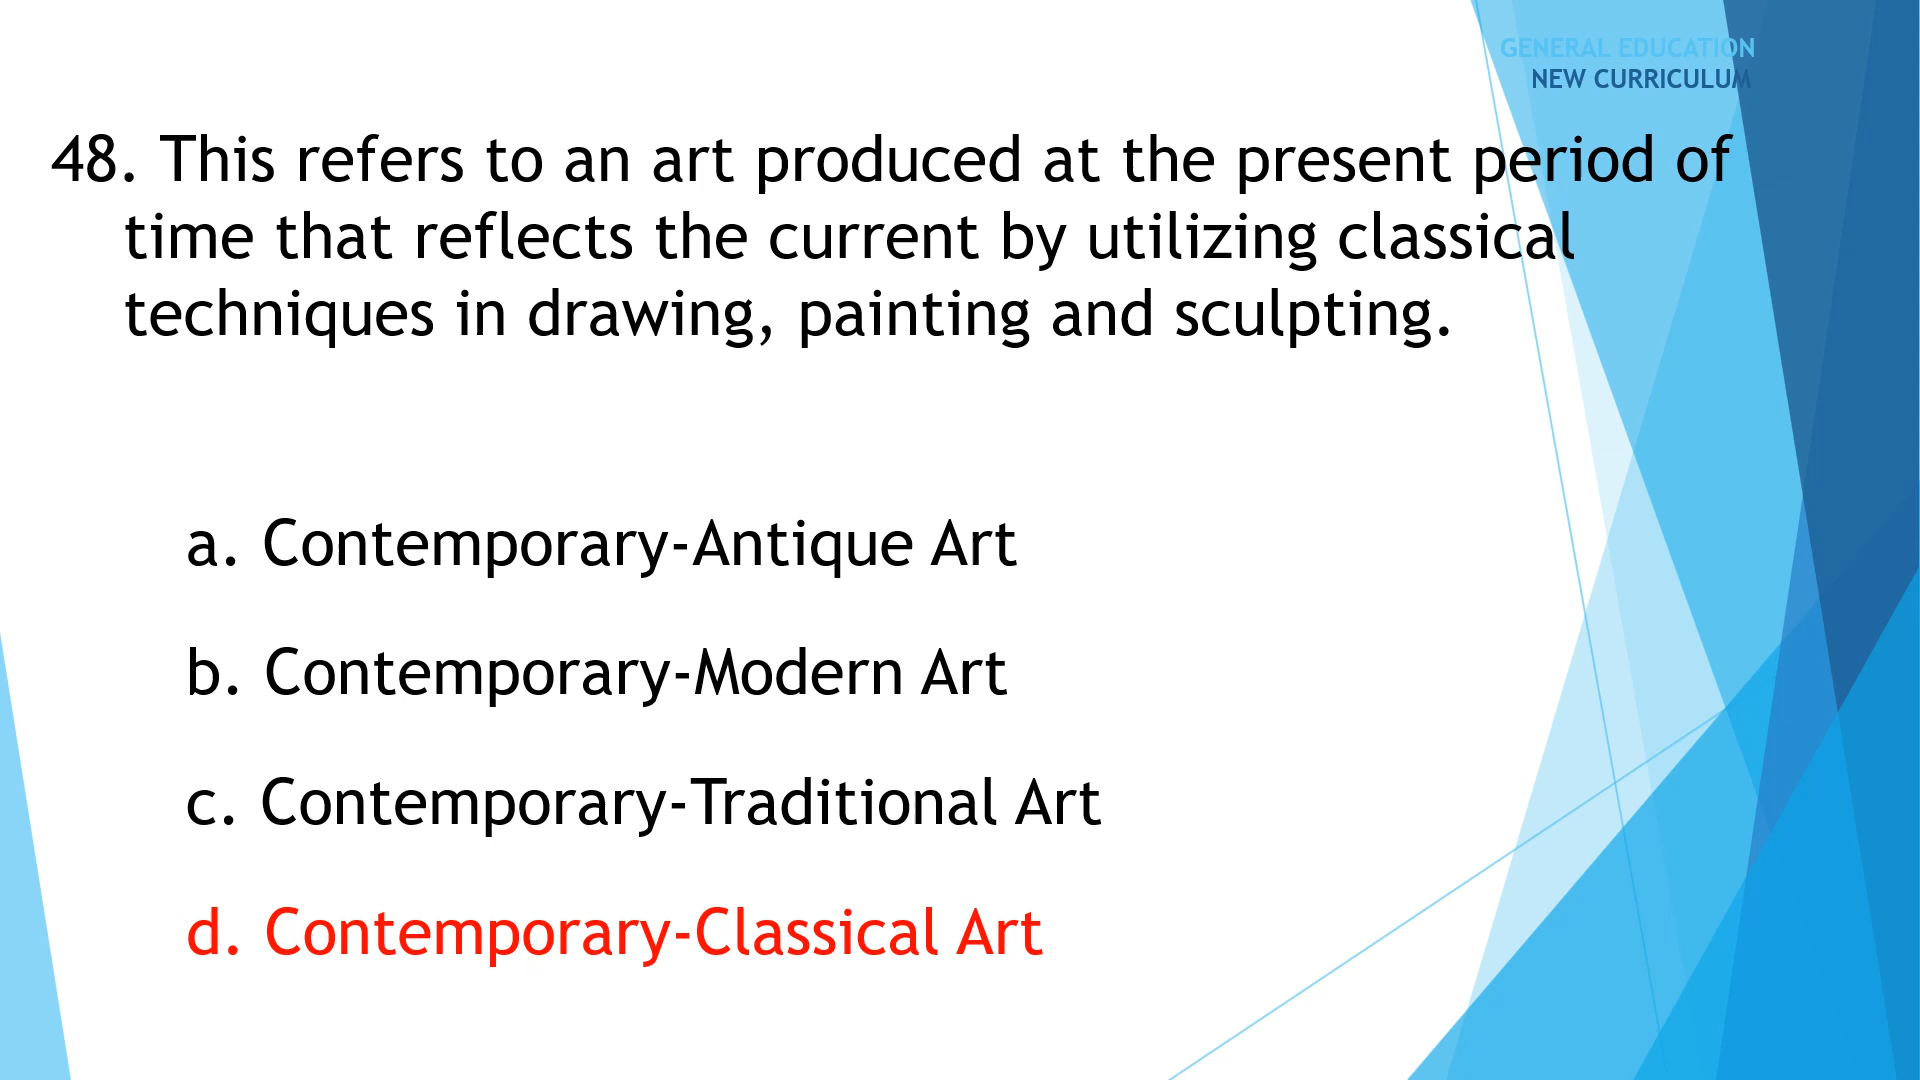 GENERAL EDUCATION
NEW CURRICULUM
48. This refers to an art produced at the present period of
time that reflects the current by utilizing classical
techniques in drawing, painting and sculpting.
a. Contemporary-Antique Art
b. Contemporary-Modern Art
c. Contemporary-Traditional Art
d. Contemporary-Classical Art